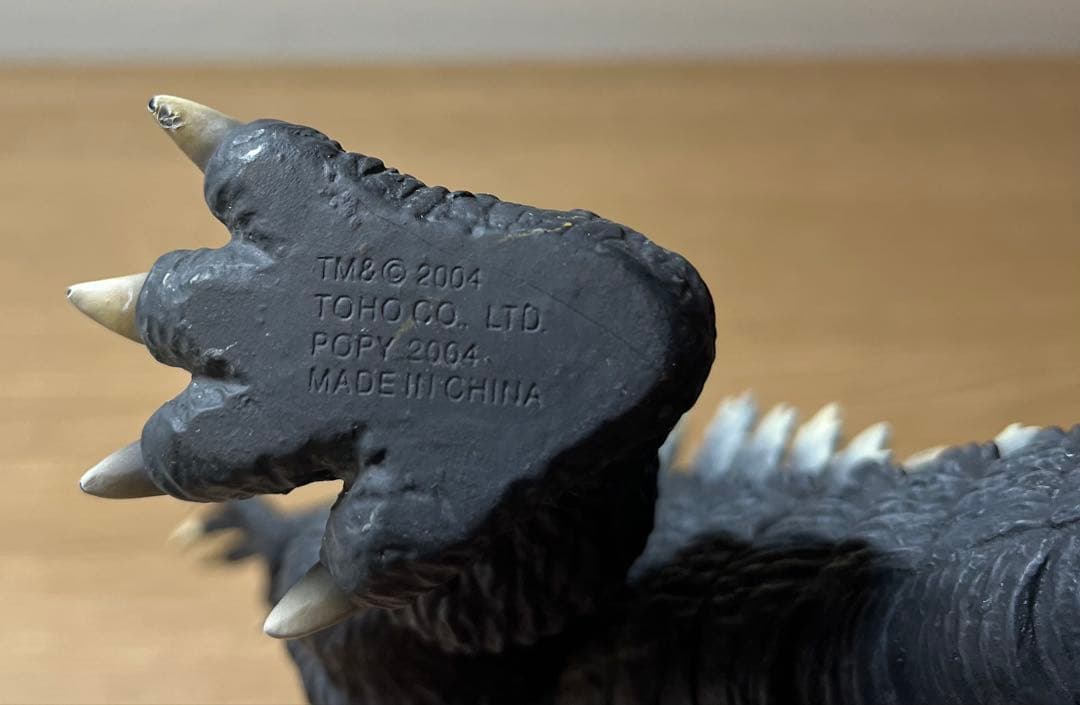 TM&© 2004
TOHO CO., LTD.
POPY 2004
MADE IN CHINA